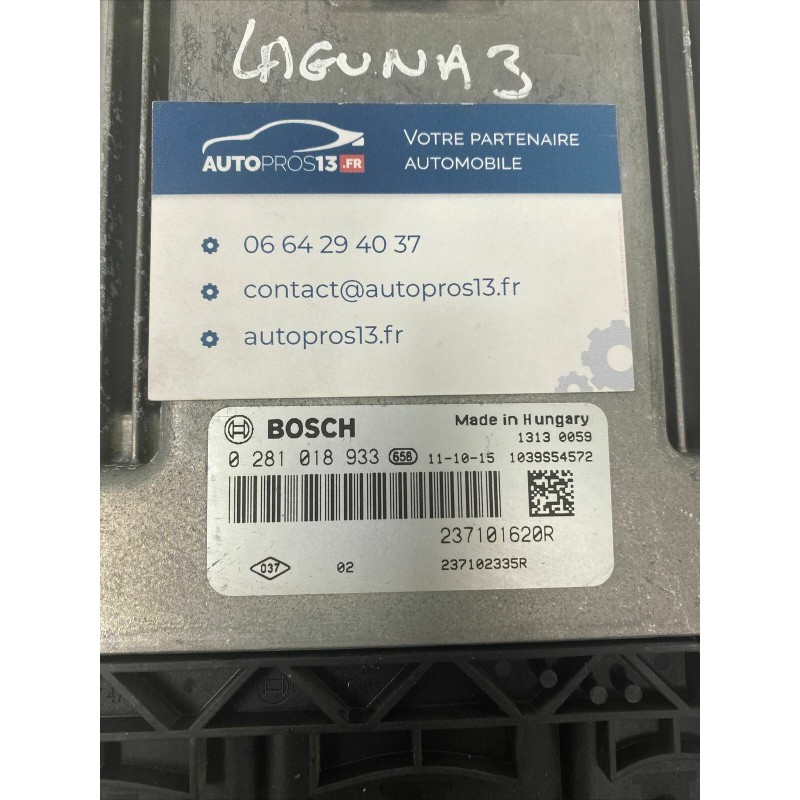 LAGUNA 3
AUTOPROS13.FR
VOTRE PARTENAIRE
AUTOMOBILE
06 64 29 40 37
contact@autopros13.fr
autopros13.fr
BOSCH
Made in Hungary
1313 0059
0 281 018 933 658 11-10-15 1039S54572
237101620R
037 02 237102335R